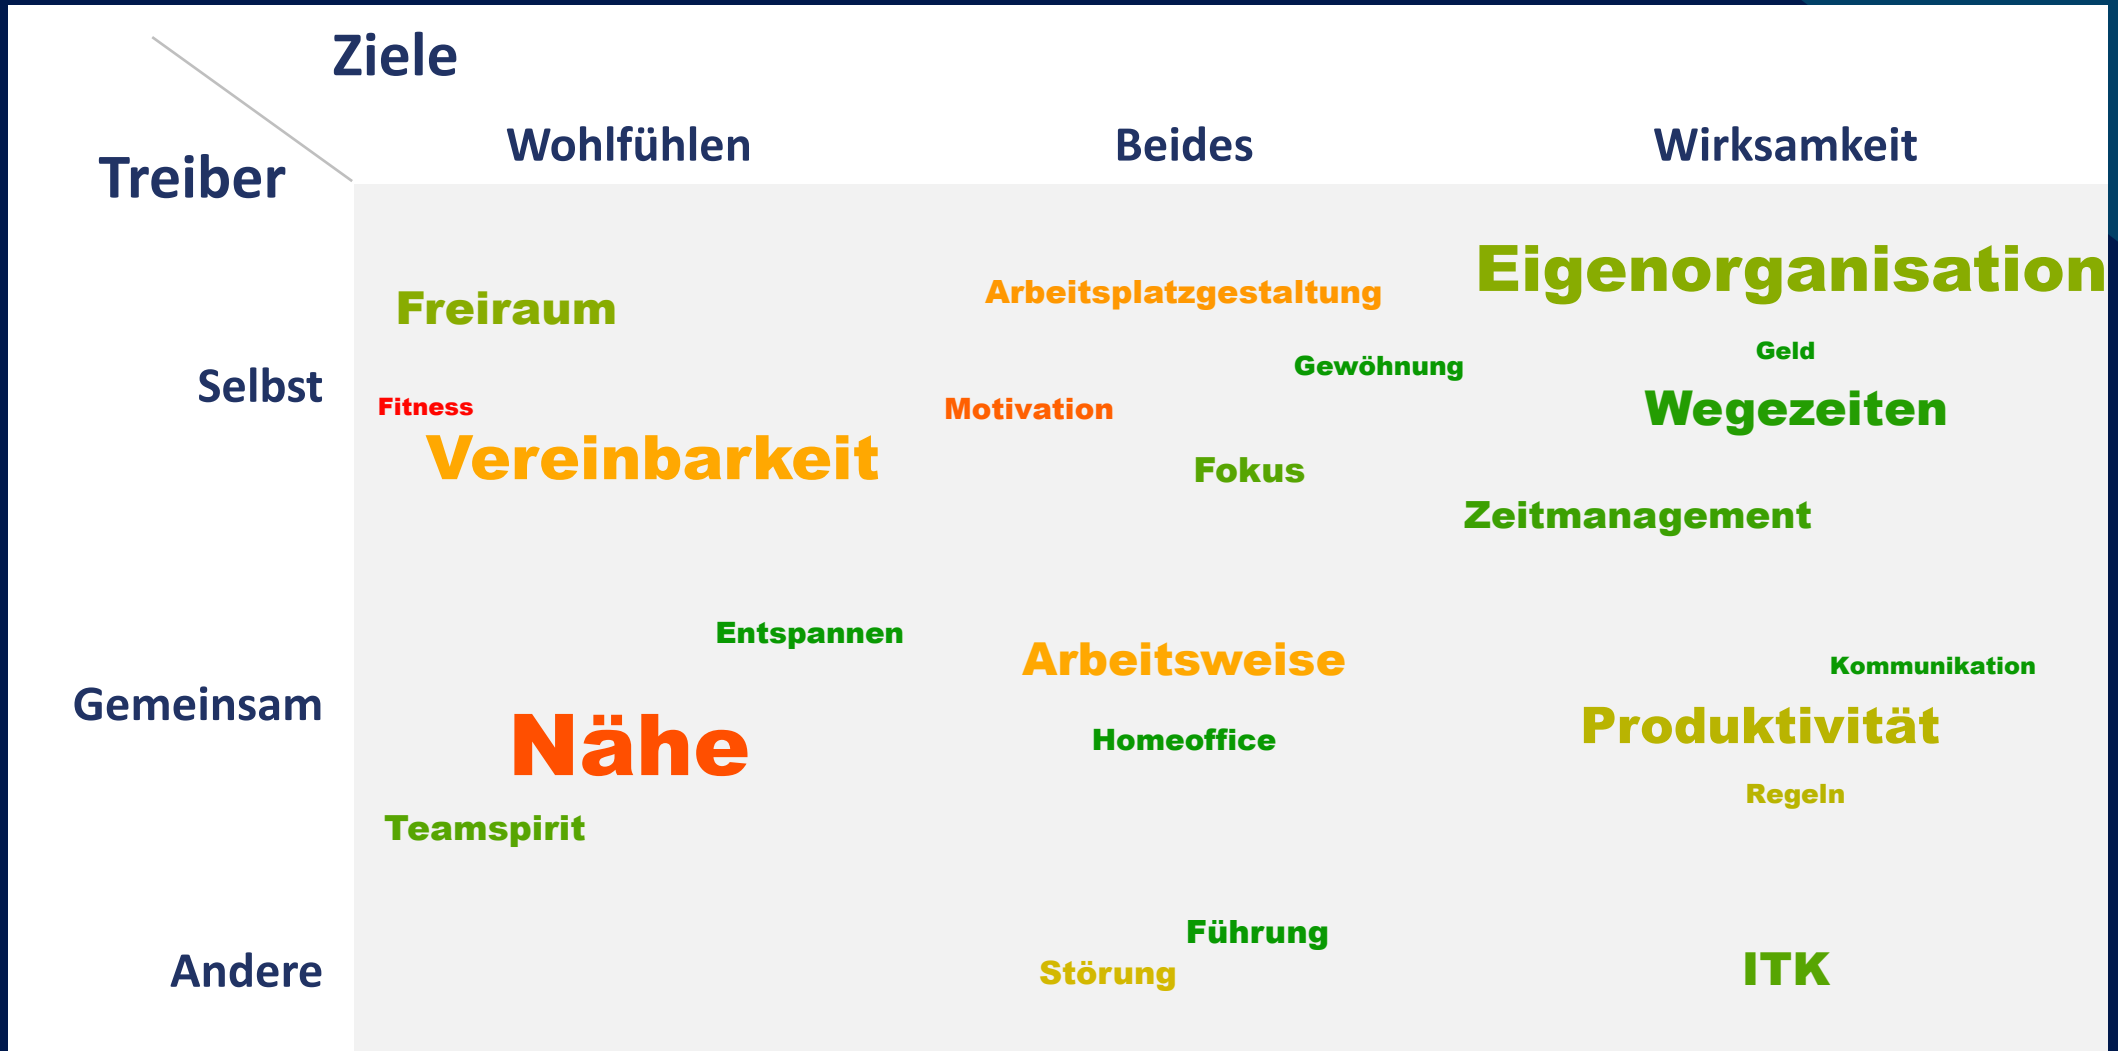 Ziele
Wohlfühlen Beides Wirksamkeit
Treiber
Selbst
Freiraum
Arbeitsplatzgestaltung
Eigenorganisation
Gewöhnung
Geld
Fitness
Motivation
Wegezeiten
Vereinbarkeit
Fokus
Zeitmanagement
Gemeinsam
Entspannen
Arbeitsweise
Kommunikation
Nähe
Homeoffice
Produktivität
Regeln
Teamspirit
Andere
Führung
Störung
ITK